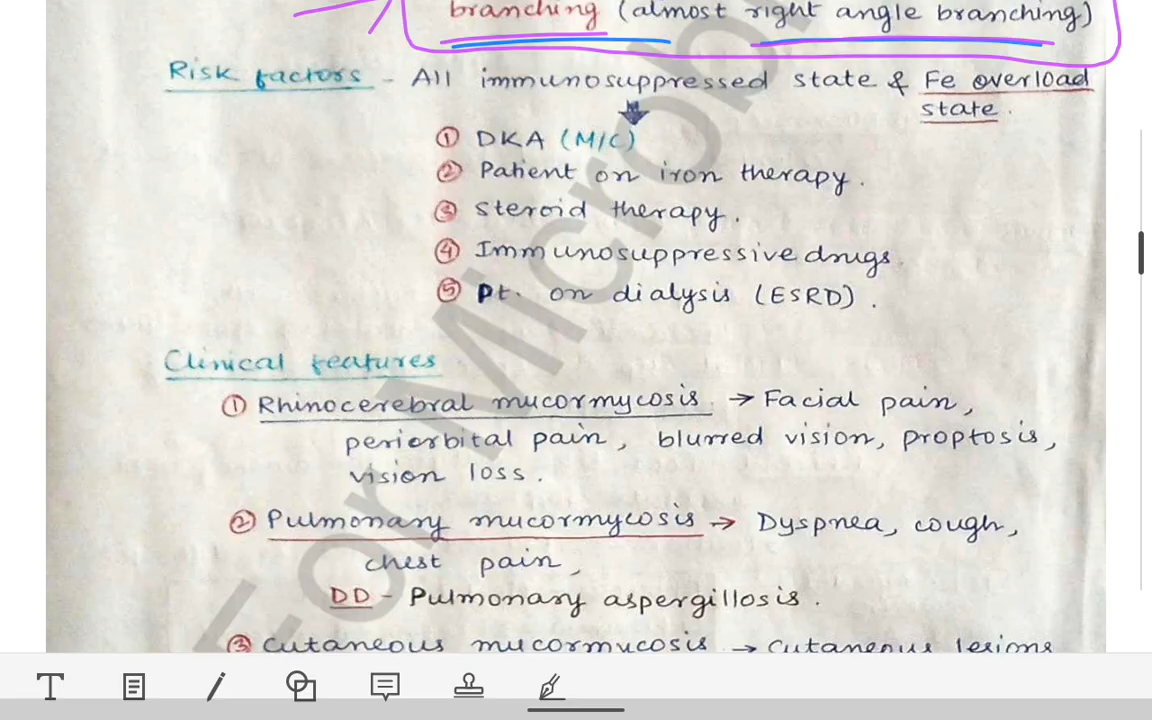 branching (almost right angle branching)
Risk factors - All immunosuppressed state & Fe overload
state.
① DKA (M/C)
② Patient on iron therapy.
③ Steroid therapy.
④ Immunosuppressive drugs.
⑤ Pt. on dialysis (ESRD).
Clinical features
① Rhinocerebral mucormycosis → Facial pain,
periorbital pain, blurred vision, proptosis,
vision loss.
② Pulmonary mucormycosis → Dyspnea, cough,
chest pain,
DD - Pulmonary aspergillosis.
③ Cutaneous mucormucosis → Cutaneous lesions
For Microb